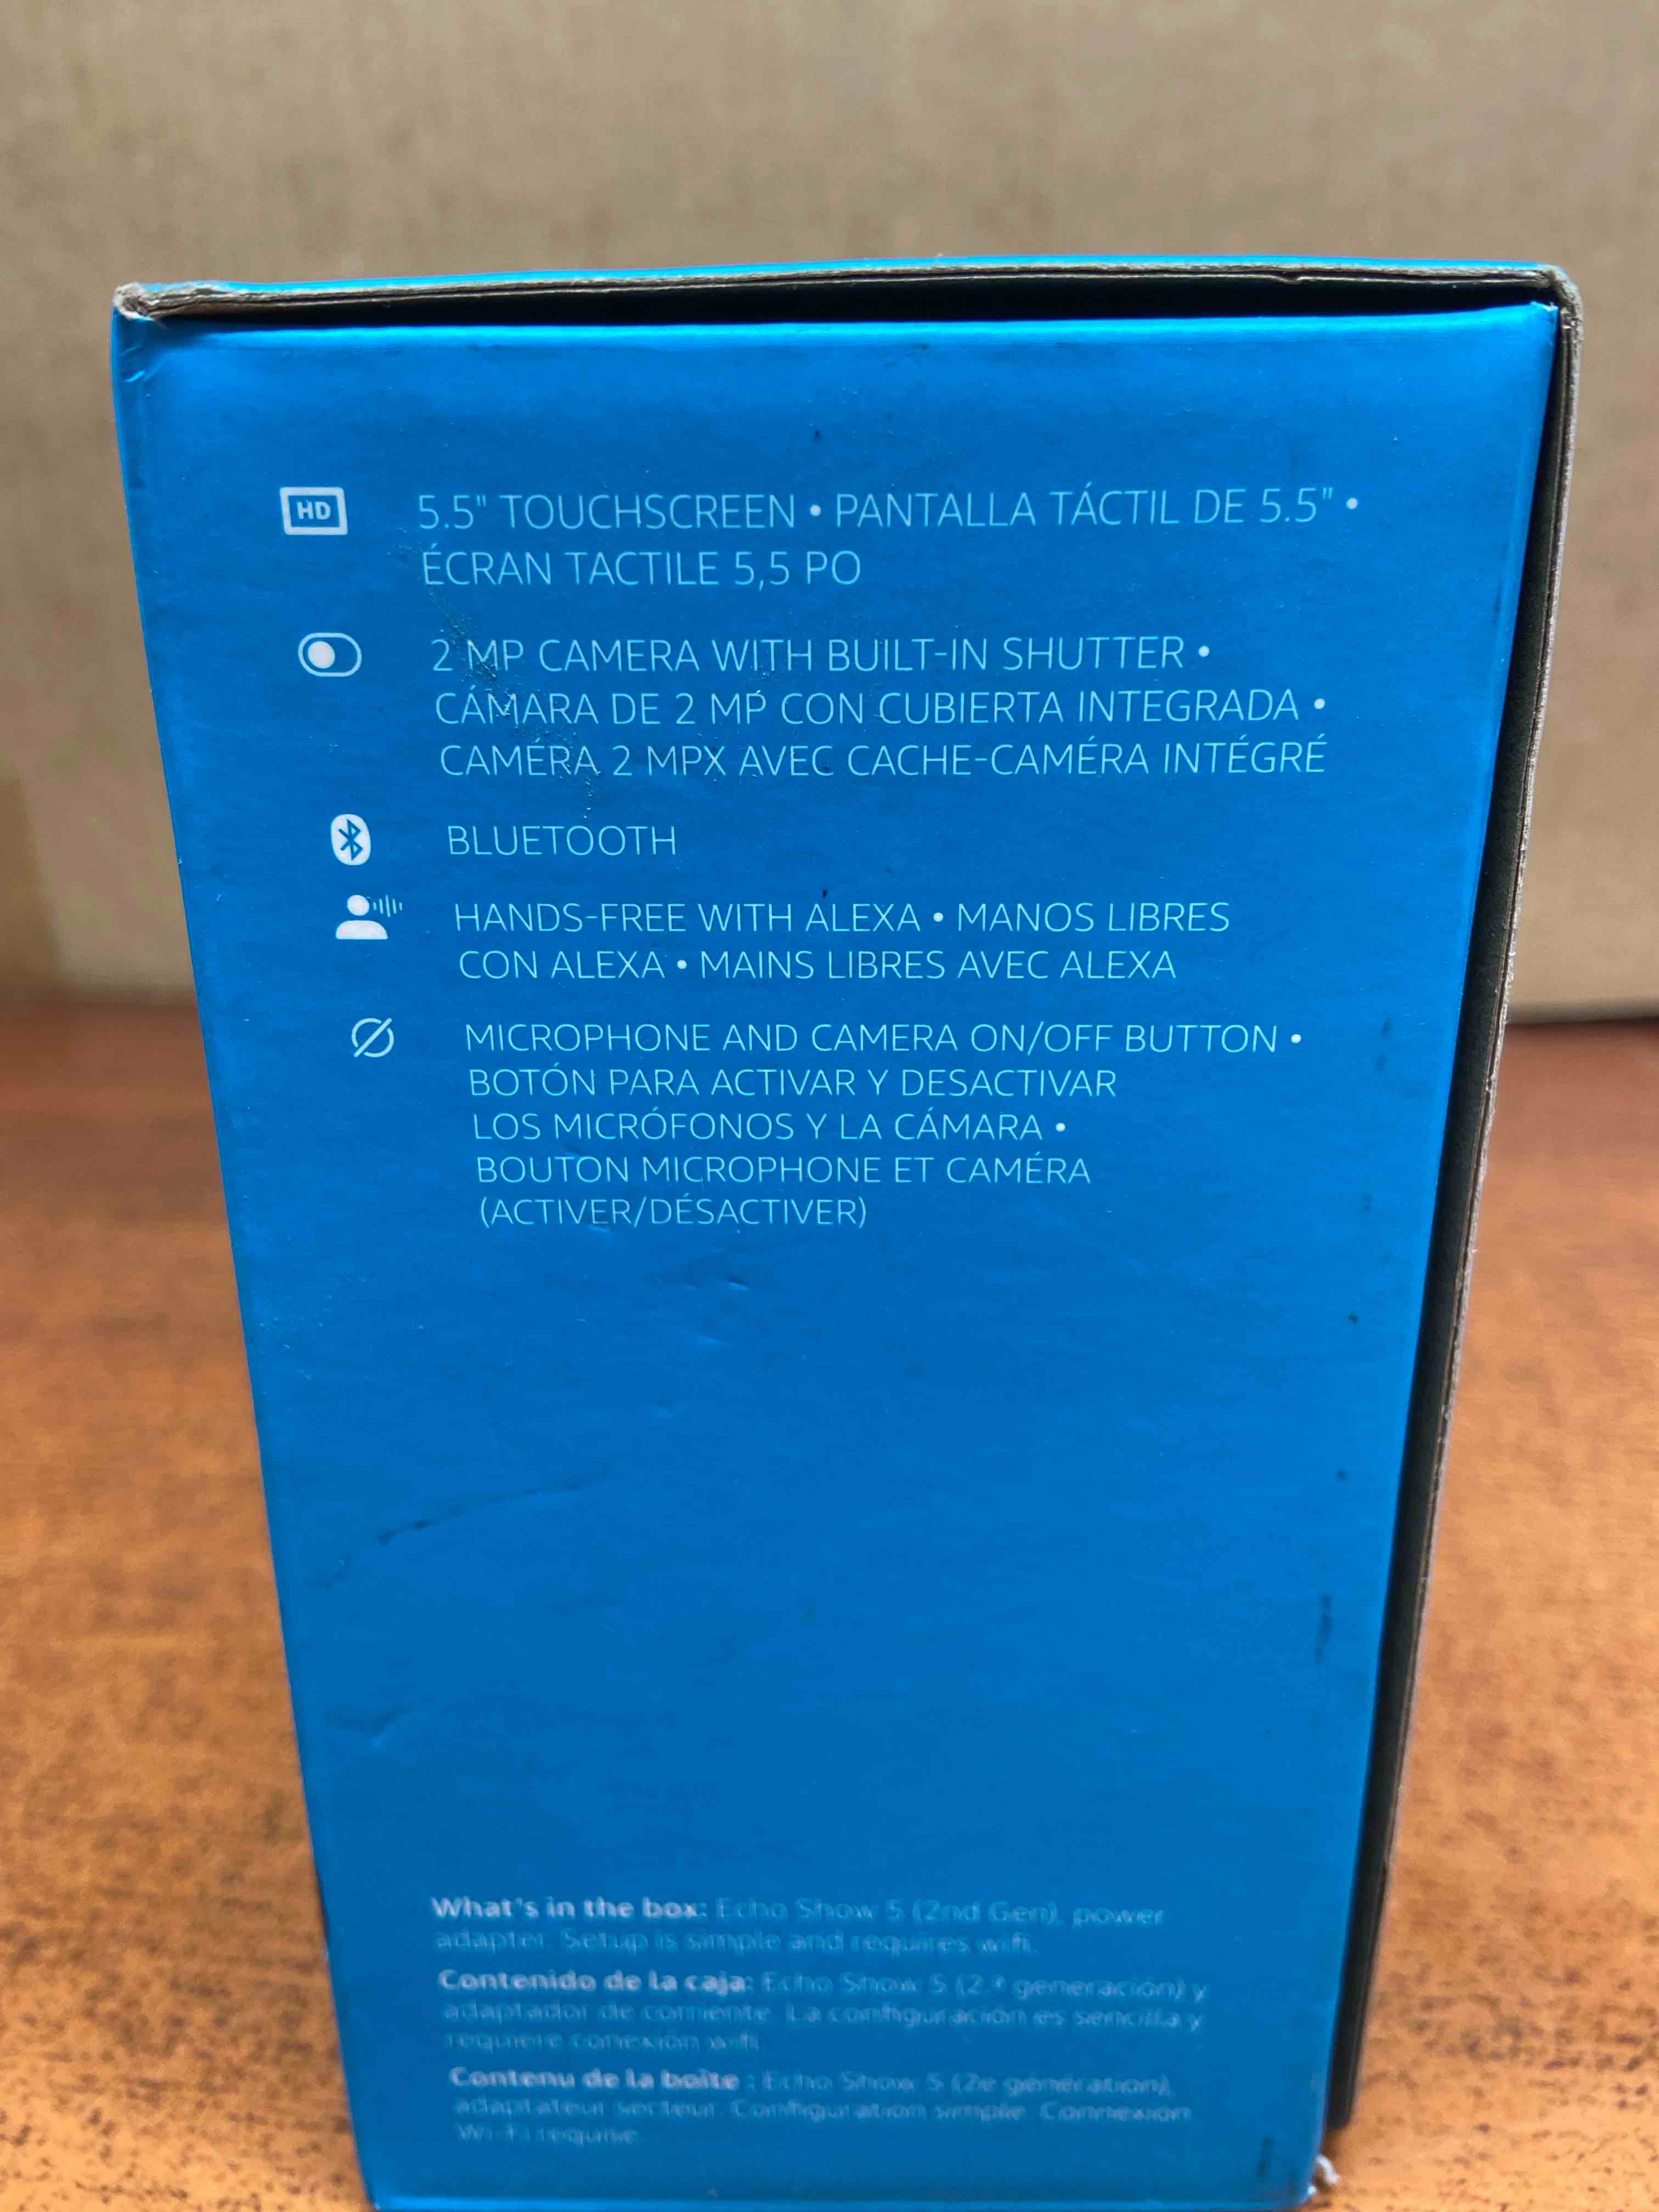 HD
5.5" TOUCHSCREEN • PANTALLA TÁCTIL DE 5.5" •
ÉCRAN TACTILE 5,5 PO
2 MP CAMERA WITH BUILT-IN SHUTTER •
CÁMARA DE 2 MP CON CUBIERTA INTEGRADA •
CAMÉRA 2 MPX AVEC CACHE-CAMÉRA INTÉGRÉ
BLUETOOTH
HANDS-FREE WITH ALEXA • MANOS LIBRES
CON ALEXA • MAINS LIBRES AVEC ALEXA
MICROPHONE AND CAMERA ON/OFF BUTTON •
BOTÓN PARA ACTIVAR Y DESACTIVAR
LOS MICRÓFONOS Y LA CÁMARA •
BOUTON MICROPHONE ET CAMÉRA
(ACTIVER/DÉSACTIVER)
What's in the box: Echo Show 5 (2nd Gen), power
adapter. Setup is simple and requires wifi.
Contenido de la caja: Echo Show 5 (2.ª generación) y
adaptador de corriente. La configuración es sencilla y
requiere conexión wifi.
Contenu de la boîte : Echo Show 5 (2e génération),
adaptateur secteur. Configuration simple. Connexion
Wi-Fi requise.